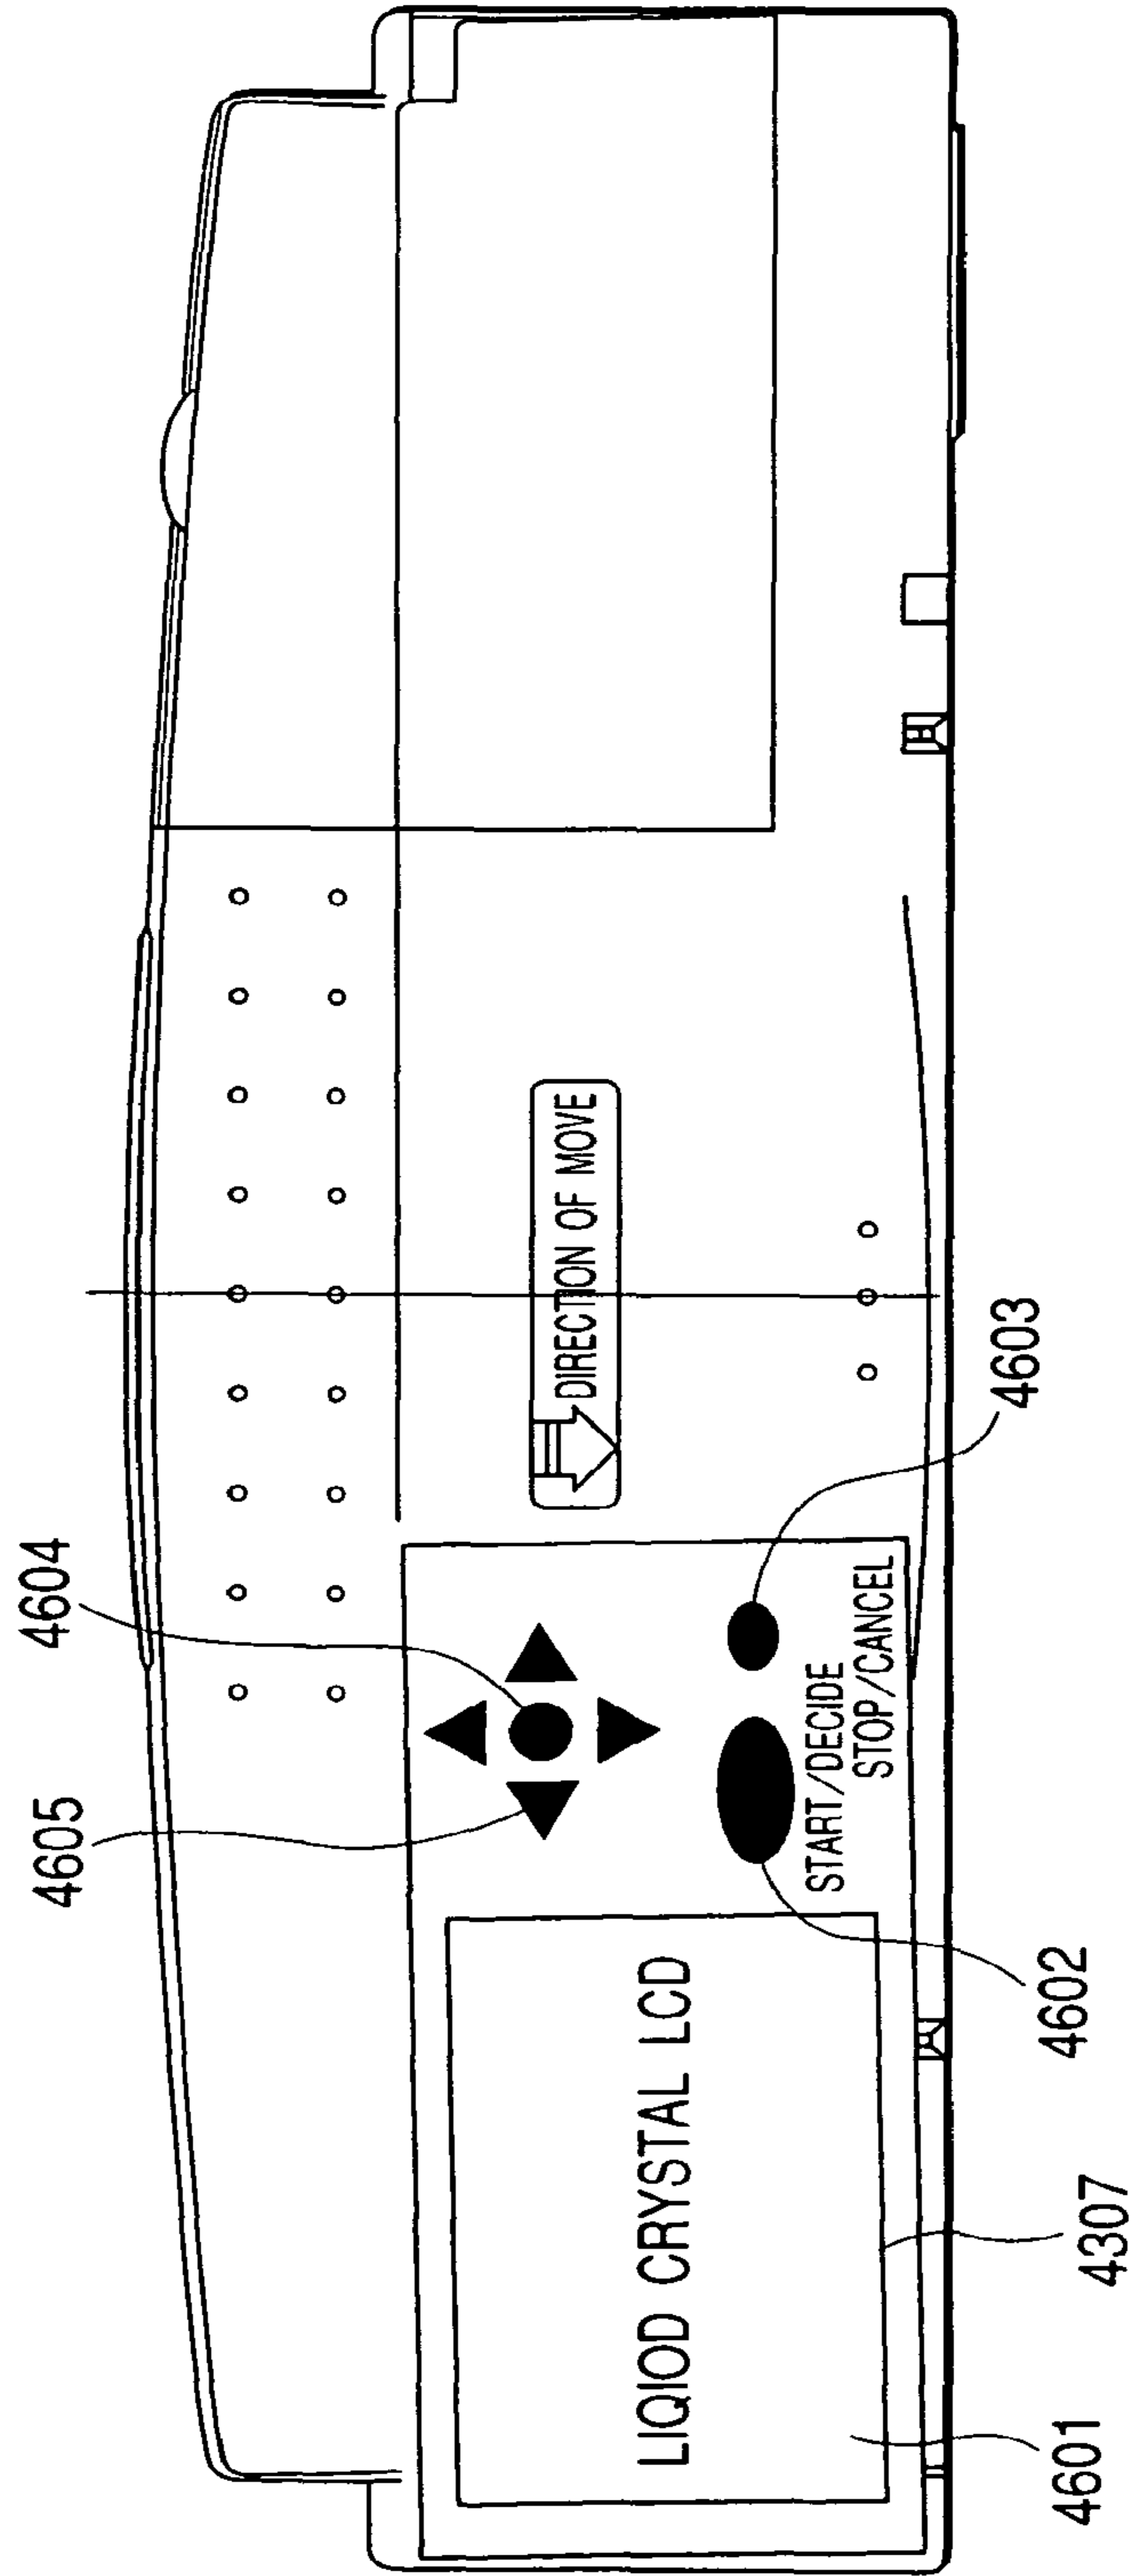 4604
4605
DIRECTION OF MOVE
LIQIOD CRYSTAL LCD
START/DECIDE
STOP/CANCEL
4601
4307
4602
4603